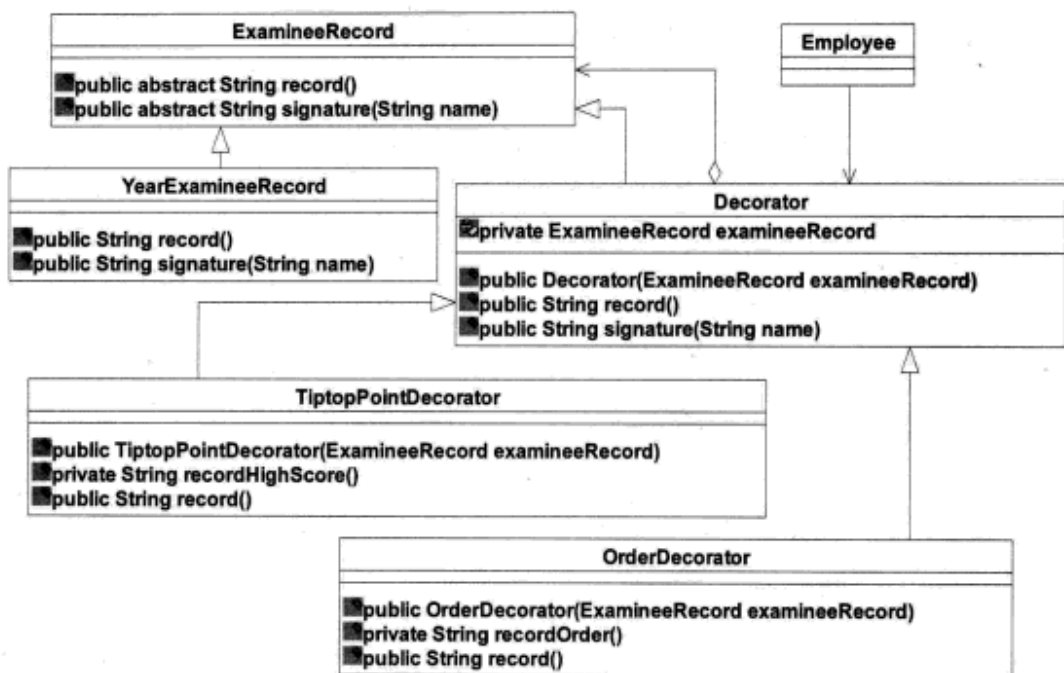 ExamineeRecord
public abstract String record()
public abstract String signature(String name)
Employee
YearExamineeRecord
public String record()
public String signature(String name)
Decorator
private ExamineeRecord examineeRecord
public Decorator(ExamineeRecord examineeRecord)
public String record()
public String signature(String name)
TiptopPointDecorator
public TiptopPointDecorator(ExamineeRecord examineeRecord)
private String recordHighScore()
public String record()
OrderDecorator
public OrderDecorator(ExamineeRecord examineeRecord)
private String recordOrder()
public String record()